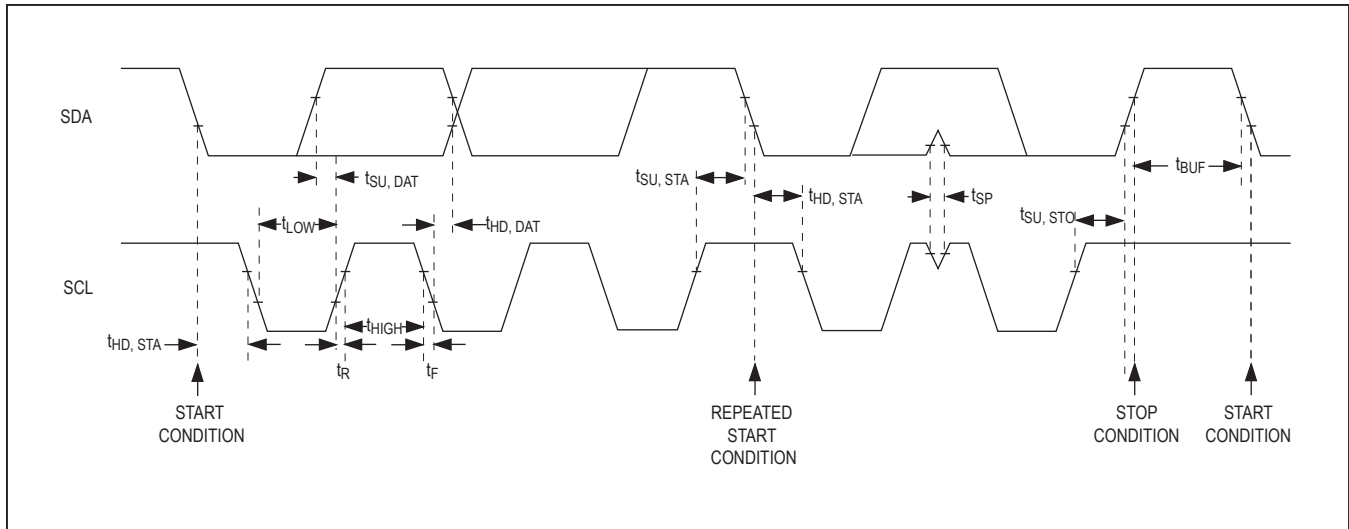 SDA
tSU, DAT
tSU, STA
tHD, STA
tSP
tBUF
tLOW
tHD, DAT
tSU, STO
SCL
tHIGH
tHD, STA
tR
tF
START
CONDITION
REPEATED
START
CONDITION
STOP
CONDITION
START
CONDITION